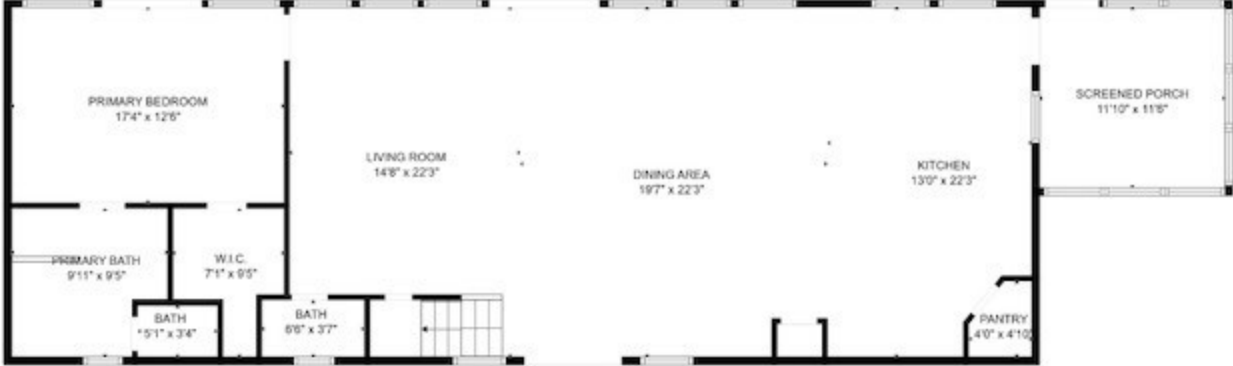 PRIMARY BEDROOM
17'4" x 12'6"
LIVING ROOM
14'8" x 22'3"
DINING AREA
19'7" x 22'3"
KITCHEN
13'0" x 22'3"
SCREENED PORCH
11'10" x 11'6"
PRIMARY BATH
9'11" x 9'5"
W.I.C.
7'1" x 9'5"
BATH
5'1" x 3'4"
BATH
6'6" x 3'7"
PANTRY
4'0" x 4'10"